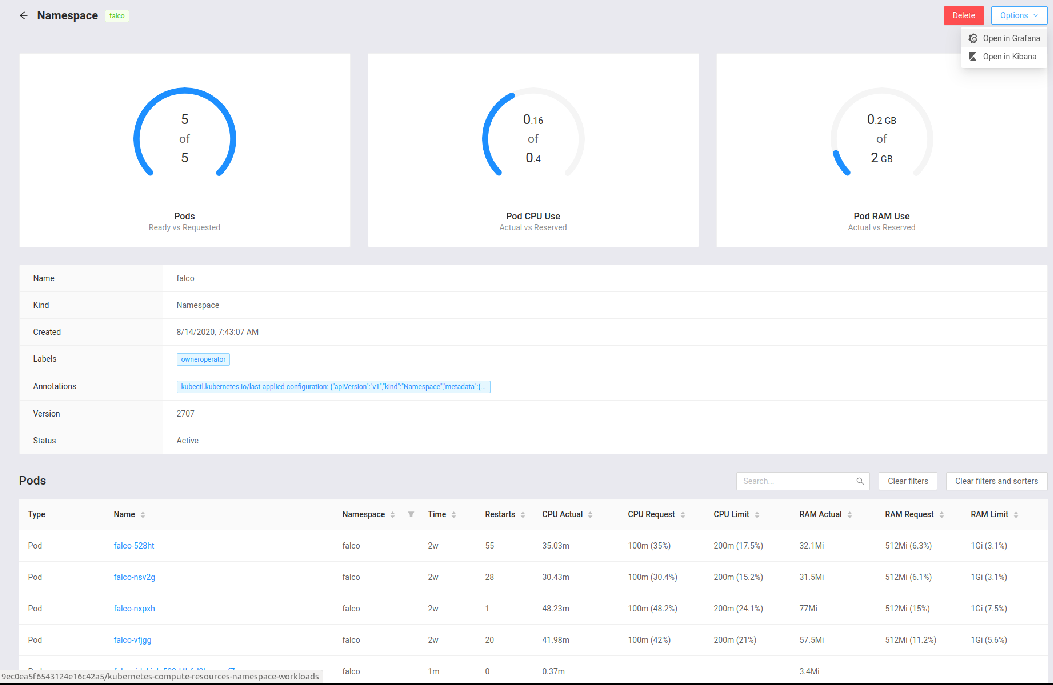 Namespace falco Delete Options
Open in Grafana
Open in Kibana
5
of
5
Pods
Ready vs Requested
0.16
of
0.4
Pod CPU Use
Actual vs Reserved
0.2 GB
of
2 GB
Pod RAM Use
Actual vs Reserved
Name falco
Kind Namespace
Created 8/14/2020, 7:43:07 AM
Labels owner:operator
Annotations kubectl.kubernetes.io/last-applied-configuration: {"apiVersion":"v1","kind":"Namespace","metadata":{...
Version 2707
Status Active
Pods Search... Clear filters Clear filters and sorters
Type Name Namespace Time Restarts CPU Actual CPU Request CPU Limit RAM Actual RAM Request RAM Limit
Pod falco-528ht falco 2w 55 35.03m 100m (35%) 200m (17.5%) 32.1Mi 512Mi (6.3%) 1Gi (3.1%)
Pod falco-nsv2g falco 2w 28 30.43m 100m (30.4%) 200m (15.2%) 31.5Mi 512Mi (6.1%) 1Gi (3.1%)
Pod falco-rxpxh falco 2w 1 48.23m 100m (48.2%) 200m (24.1%) 77Mi 512Mi (15%) 1Gi (7.5%)
Pod falco-vfjgg falco 2w 20 41.98m 100m (42%) 200m (21%) 57.5Mi 512Mi (11.2%) 1Gi (5.6%)
falco 1m 0 0.37m 3.4Mi
9ec0ea5f6543124e16c42a5/kubernetes-compute-resources-namespace-workloads